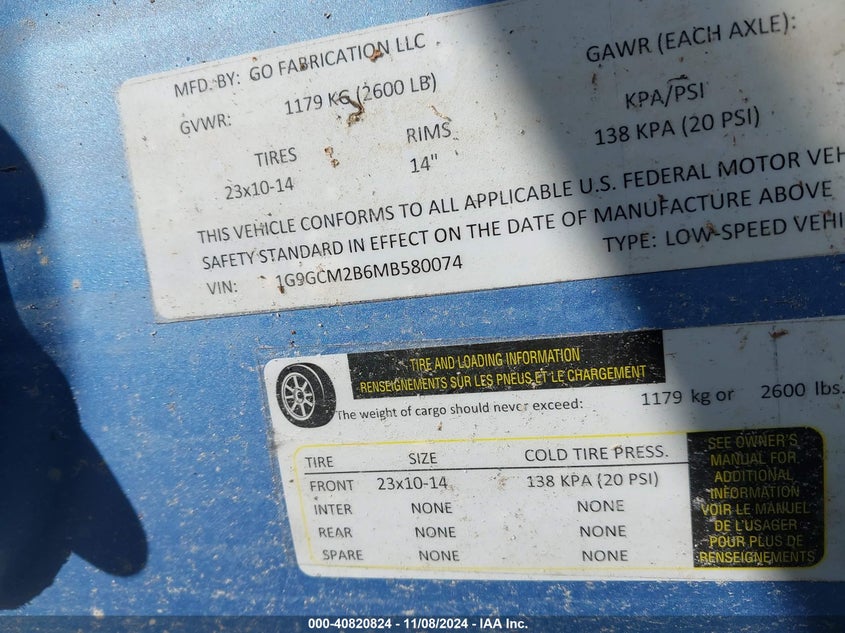 MFD. BY: GO FABRICATION LLC
GAWR (EACH AXLE):
GVWR: 1179 KG (2600 LB)
TIRES RIMS KPA/PSI
23x10-14 14" 138 KPA (20 PSI)
THIS VEHICLE CONFORMS TO ALL APPLICABLE U.S. FEDERAL MOTOR VEH
SAFETY STANDARD IN EFFECT ON THE DATE OF MANUFACTURE ABOVE
VIN: 1G9GCM2B6MB580074 TYPE: LOW-SPEED VEHI
TIRE AND LOADING INFORMATION
RENSEIGNEMENTS SUR LES PNEUS ET LE CHARGEMENT
The weight of cargo should never exceed: 1179 kg or 2600 lbs.
TIRE SIZE COLD TIRE PRESS.
FRONT 23x10-14 138 KPA (20 PSI)
INTER NONE NONE
REAR NONE NONE
SPARE NONE NONE
SEE OWNER'S
MANUAL FOR
ADDITIONAL
INFORMATION
VOIR LE MANUEL
DE L'USAGER
POUR PLUS DE
RENSEIGNEMENTS
000-40820824 - 11/08/2024 - IAA Inc.